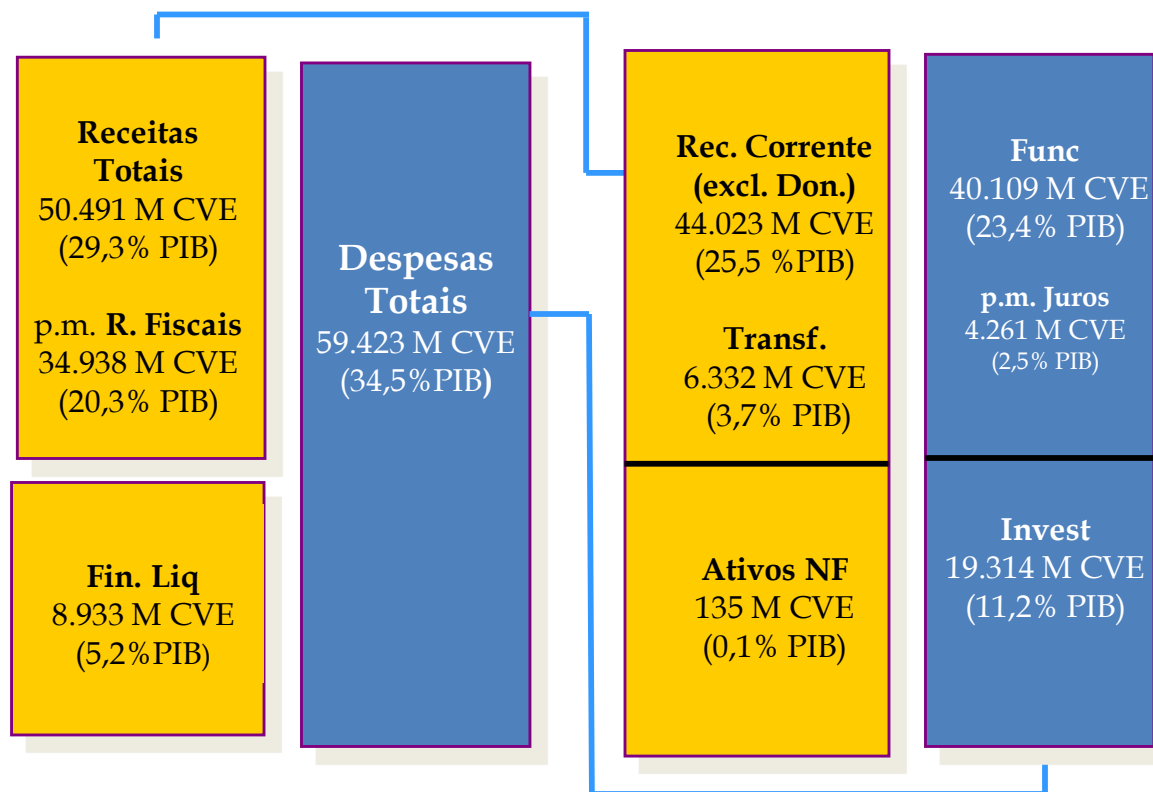 Receitas
Totais
50.491 M CVE
(29,3% PIB)
p.m. R. Fiscais
34.938 M CVE
(20,3% PIB)
Fin. Liq
8.933 M CVE
(5,2%PIB)
Despesas
Totais
59.423 M CVE
(34,5%PIB)
Rec. Corrente
(excl. Don.)
44.023 M CVE
(25,5 %PIB)
Transf.
6.332 M CVE
(3,7% PIB)
Ativos NF
135 M CVE
(0,1% PIB)
Func
40.109 M CVE
(23,4% PIB)
p.m. Juros
4.261 M CVE
(2,5% PIB)
Invest
19.314 M CVE
(11,2% PIB)